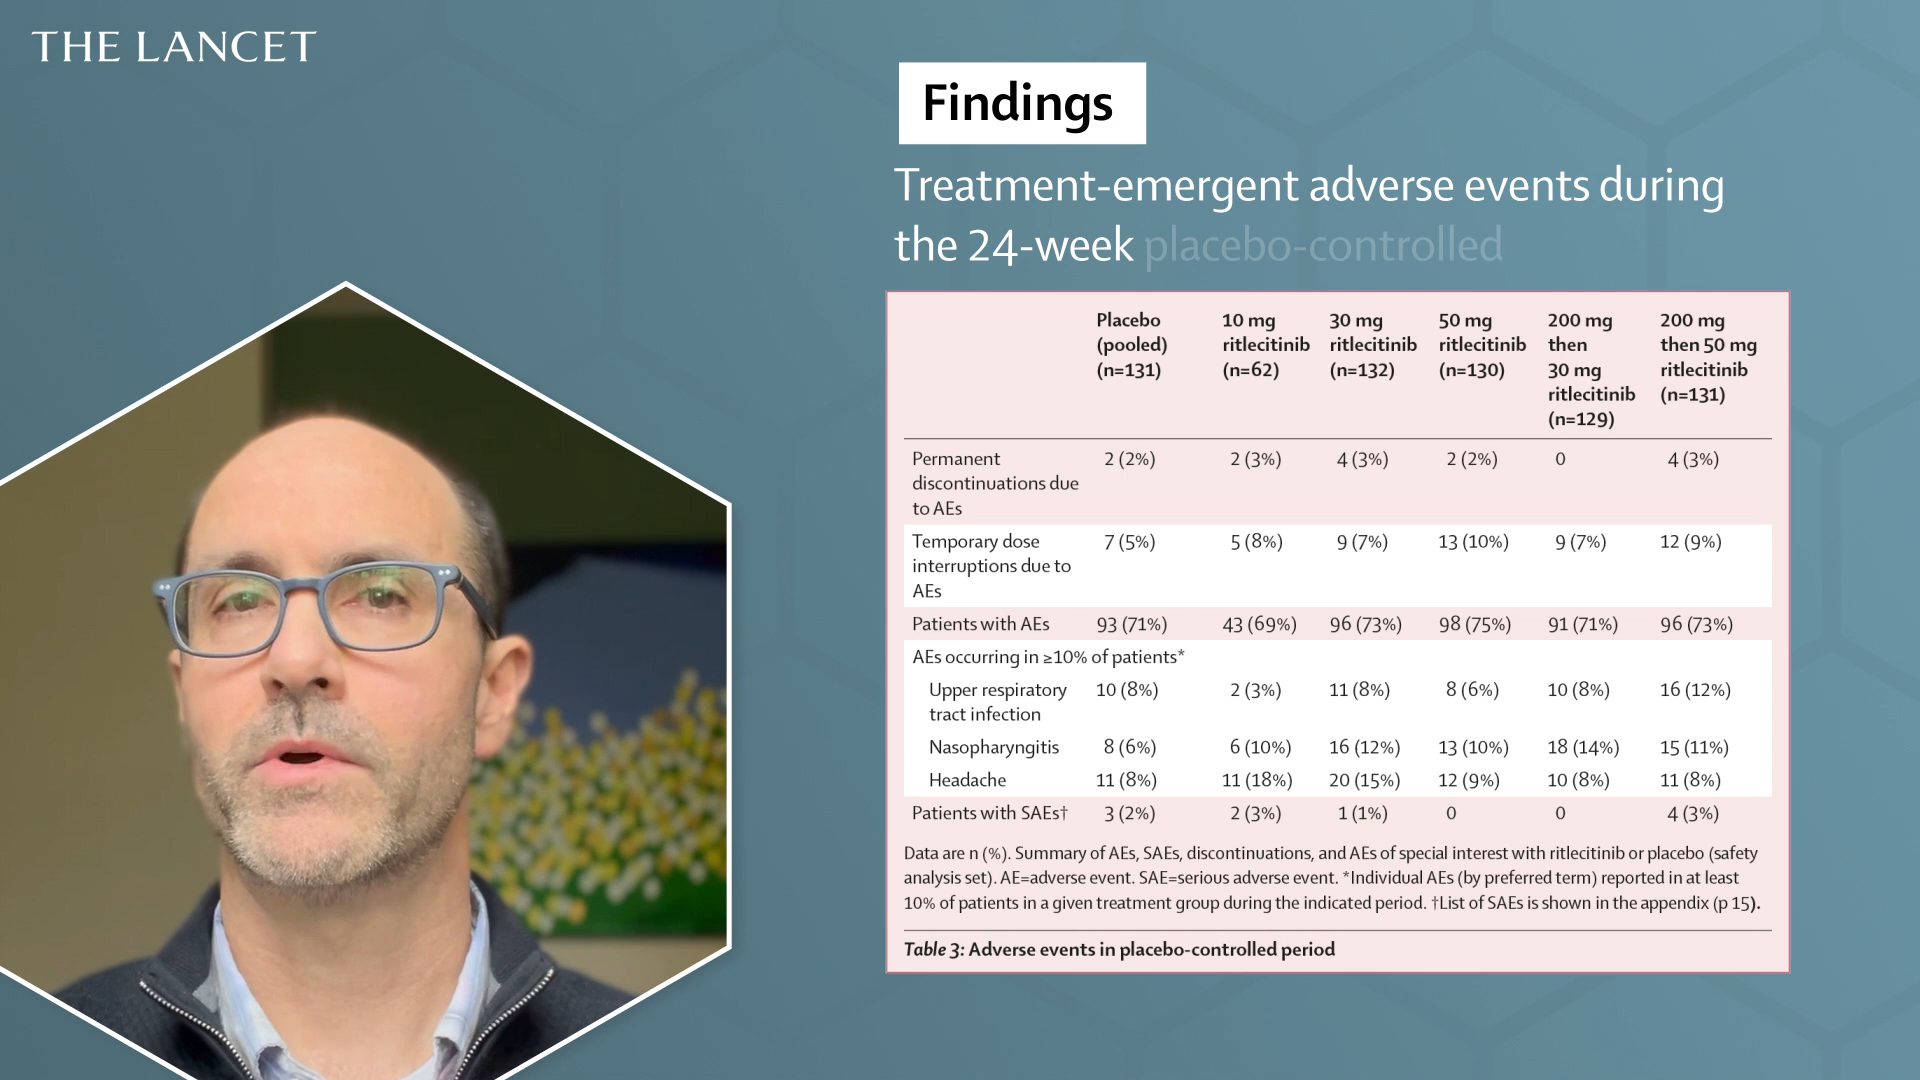 THE LANCET
Findings
Treatment-emergent adverse events during
the 24-week placebo-controlled
Placebo (pooled) (n=131) 10 mg ritlecitinib (n=62) 30 mg ritlecitinib (n=132) 50 mg ritlecitinib (n=130) 200 mg then 30 mg ritlecitinib (n=129) 200 mg then 50 mg ritlecitinib (n=131)
Permanent discontinuations due to AEs 2 (2%) 2 (3%) 4 (3%) 2 (2%) 0 4 (3%)
Temporary dose interruptions due to AEs 7 (5%) 5 (8%) 9 (7%) 13 (10%) 9 (7%) 12 (9%)
Patients with AEs 93 (71%) 43 (69%) 96 (73%) 98 (75%) 91 (71%) 96 (73%)
AEs occurring in ≥10% of patients*
Upper respiratory tract infection 10 (8%) 2 (3%) 11 (8%) 8 (6%) 10 (8%) 16 (12%)
Nasopharyngitis 8 (6%) 6 (10%) 16 (12%) 13 (10%) 18 (14%) 15 (11%)
Headache 11 (8%) 11 (18%) 20 (15%) 12 (9%) 10 (8%) 11 (8%)
Patients with SAEs† 3 (2%) 2 (3%) 1 (1%) 0 0 4 (3%)
Data are n (%). Summary of AEs, SAEs, discontinuations, and AEs of special interest with ritlecitinib or placebo (safety
analysis set). AE=adverse event. SAE=serious adverse event. *Individual AEs (by preferred term) reported in at least
10% of patients in a given treatment group during the indicated period. †List of SAEs is shown in the appendix (p 15).
Table 3: Adverse events in placebo-controlled period